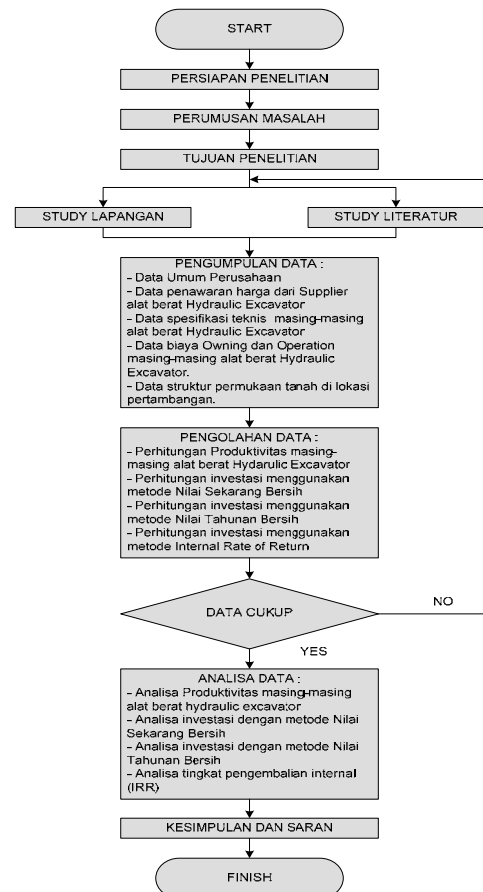 START
PERSIAPAN PENELITIAN
PERUMUSAN MASALAH
TUJUAN PENELITIAN
STUDY LAPANGAN
STUDY LITERATUR
PENGUMPULAN DATA :
- Data Umum Perusahaan
- Data penawaran harga dari Supplier
alat berat Hydraulic Excavator
- Data spesifikasi teknis masing-masing
alat berat Hydraulic Excavator
- Data biaya Owning dan Operation
masing-masing alat berat Hydraulic
Excavator.
- Data struktur permukaan tanah di lokasi
pertambangan.
PENGOLAHAN DATA :
- Perhitungan Produktivitas masing-
masing alat berat Hydarulic Excavator
- Perhitungan investasi menggunakan
metode Nilai Sekarang Bersih
- Perhitungan investasi menggunakan
metode Nilai Tahunan Bersih
- Perhitungan investasi menggunakan
metode Internal Rate of Return
DATA CUKUP
NO
YES
ANALISA DATA :
- Analisa Produktivitas masing-masing
alat berat hydraulic excavator
- Analisa investasi dengan metode Nilai
Sekarang Bersih
- Analisa investasi dengan metode Nilai
Tahunan Bersih
- Analisa tingkat pengembalian internal
(IRR)
KESIMPULAN DAN SARAN
FINISH